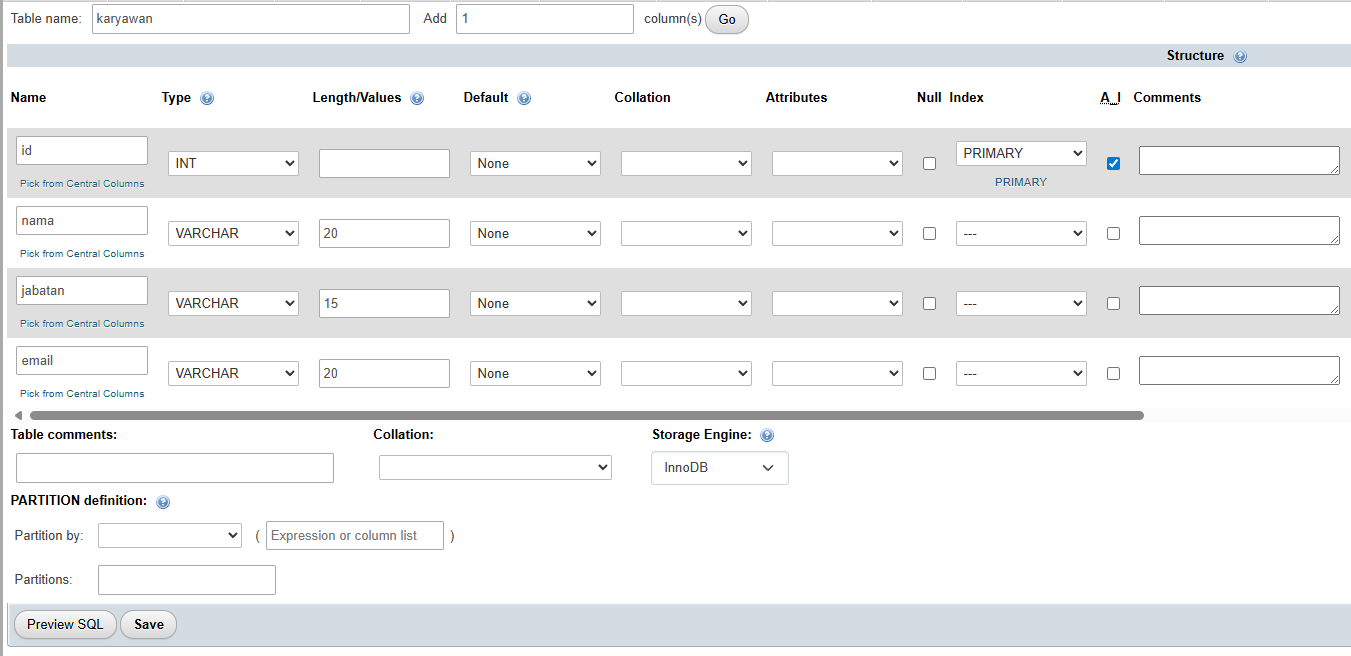 Table name: karyawan Add 1 column(s) Go
Structure
Name Type Length/Values Default Collation Attributes Null Index A_I Comments
id INT None PRIMARY
Pick from Central Columns PRIMARY
nama VARCHAR 20 None ---
Pick from Central Columns
jabatan VARCHAR 15 None ---
Pick from Central Columns
email VARCHAR 20 None ---
Pick from Central Columns
Table comments: Collation: Storage Engine:
InnoDB
PARTITION definition:
Partition by: ( Expression or column list )
Partitions:
Preview SQL Save